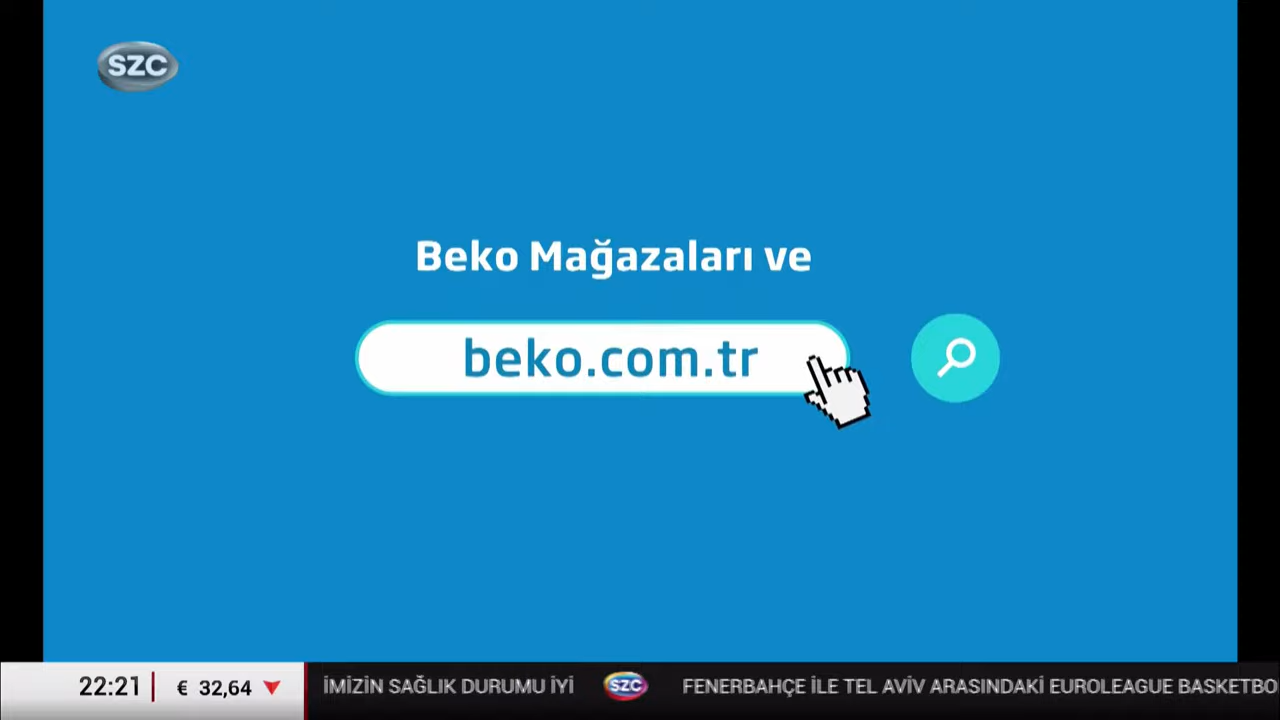 SZC
Beko Mağazaları ve
beko.com.tr
22:21 € 32,64 İMİZİN SAĞLIK DURUMU İYİ SZC FENERBAHÇE İLE TEL AVİV ARASINDAKİ EUROLEAGUE BASKETBO